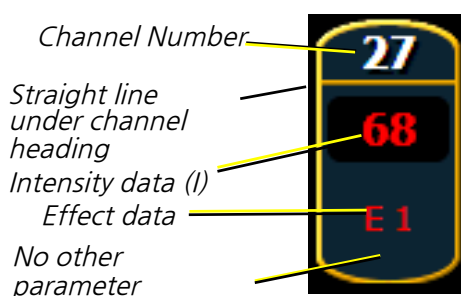 Channel Number
27
Straight line
under channel
heading
68
Intensity data (I)
Effect data
E 1
No other
parameter